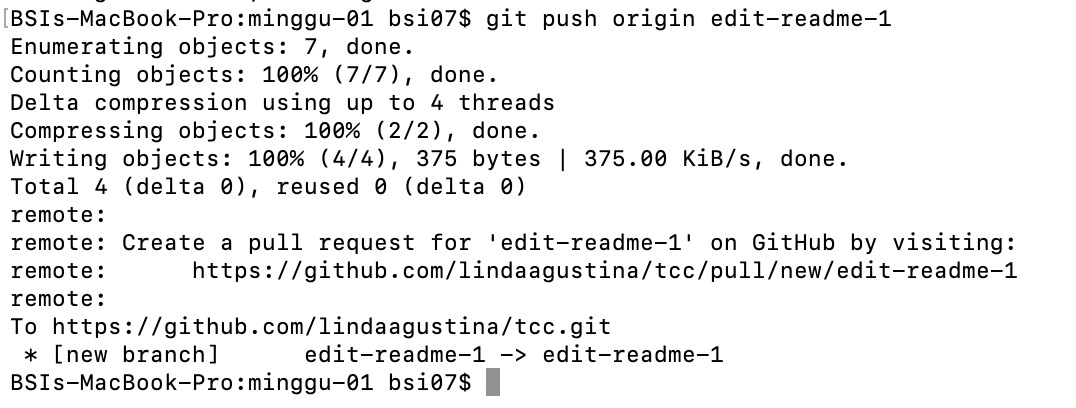 [BSIs-MacBook-Pro:minggu-01 bsi07$ git push origin edit-readme-1
Enumerating objects: 7, done.
Counting objects: 100% (7/7), done.
Delta compression using up to 4 threads
Compressing objects: 100% (2/2), done.
Writing objects: 100% (4/4), 375 bytes | 375.00 KiB/s, done.
Total 4 (delta 0), reused 0 (delta 0)
remote:
remote: Create a pull request for 'edit-readme-1' on GitHub by visiting:
remote:      https://github.com/lindaagustina/tcc/pull/new/edit-readme-1
remote:
To https://github.com/lindaagustina/tcc.git
 * [new branch]      edit-readme-1 -> edit-readme-1
BSIs-MacBook-Pro:minggu-01 bsi07$